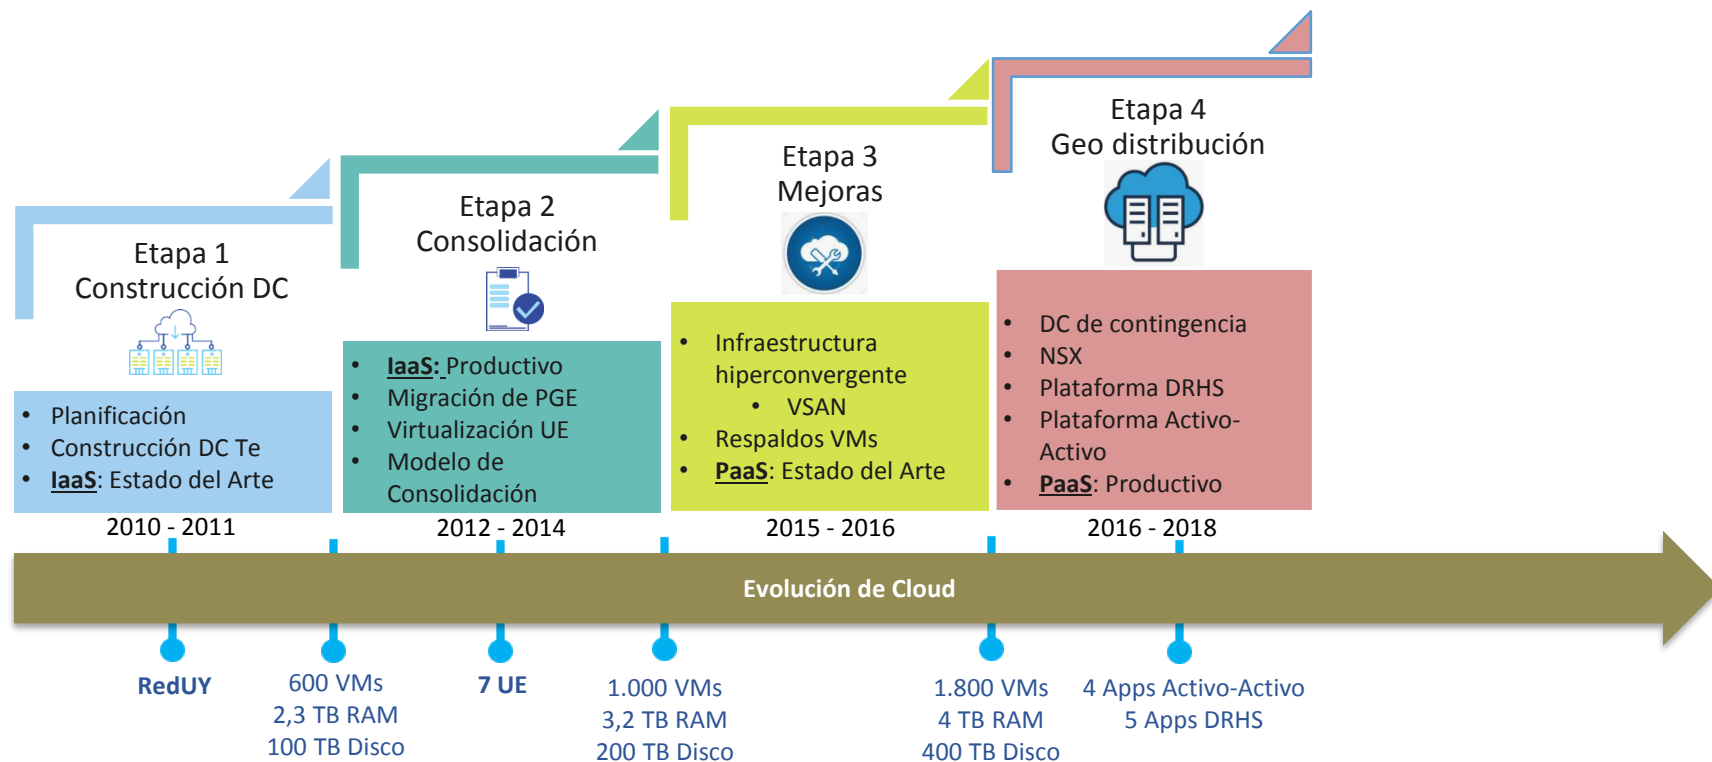 Etapa 1
Construcción DC
• Planificación
• Construcción DC Te
• IaaS: Estado del Arte
2010 - 2011
Etapa 2
Consolidación
• IaaS: Productivo
• Migración de PGE
• Virtualización UE
• Modelo de
Consolidación
2012 - 2014
Etapa 3
Mejoras
• Infraestructura
hiperconvergente
• VSAN
• Respaldos VMs
• PaaS: Estado del Arte
2015 - 2016
Etapa 4
Geo distribución
• DC de contingencia
• NSX
• Plataforma DRHS
• Plataforma Activo-
Activo
• PaaS: Productivo
2016 - 2018
Evolución de Cloud
RedUY
600 VMs
2,3 TB RAM
100 TB Disco
7 UE
1.000 VMs
3,2 TB RAM
200 TB Disco
1.800 VMs
4 TB RAM
400 TB Disco
4 Apps Activo-Activo
5 Apps DRHS